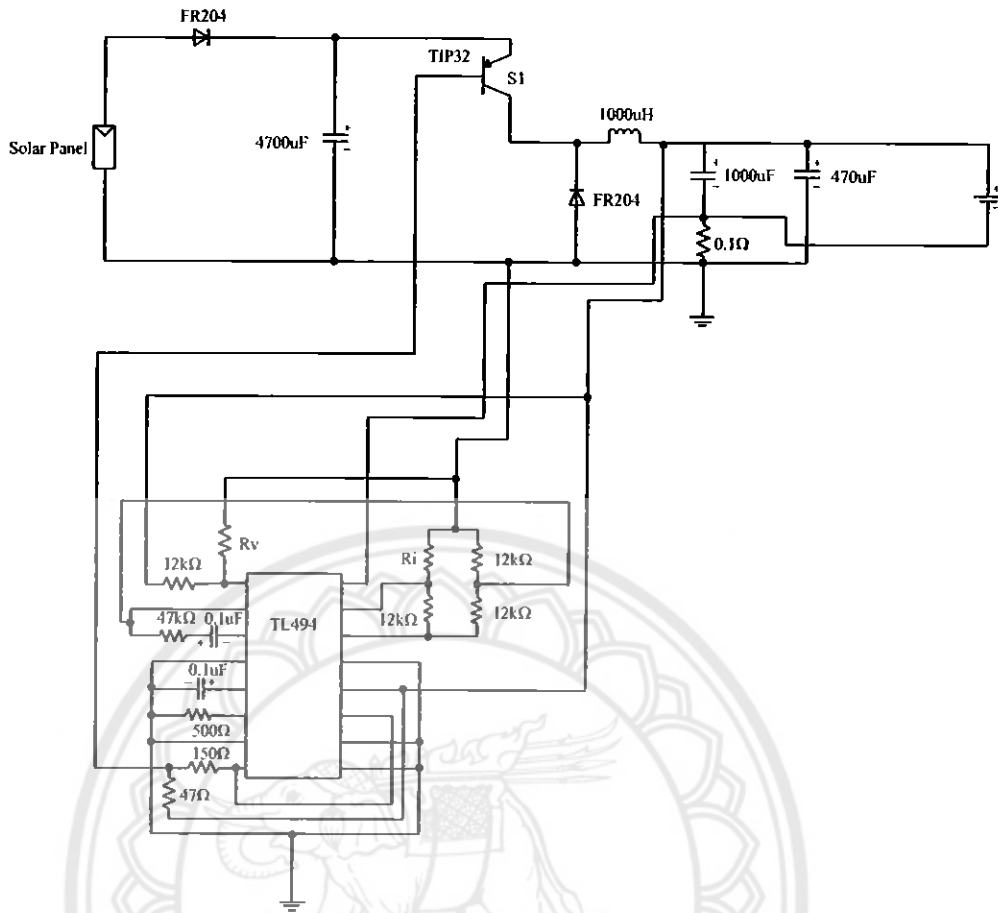 FR204
TIP32
S1
1000uH
Solar Panel
4700uF
1000uF
470uF
FR204
0.1Ω
Rv
Ri
12kΩ
12kΩ
47kΩ
0.1uF
TL494
12kΩ
12kΩ
0.1uF
500Ω
150Ω
47Ω